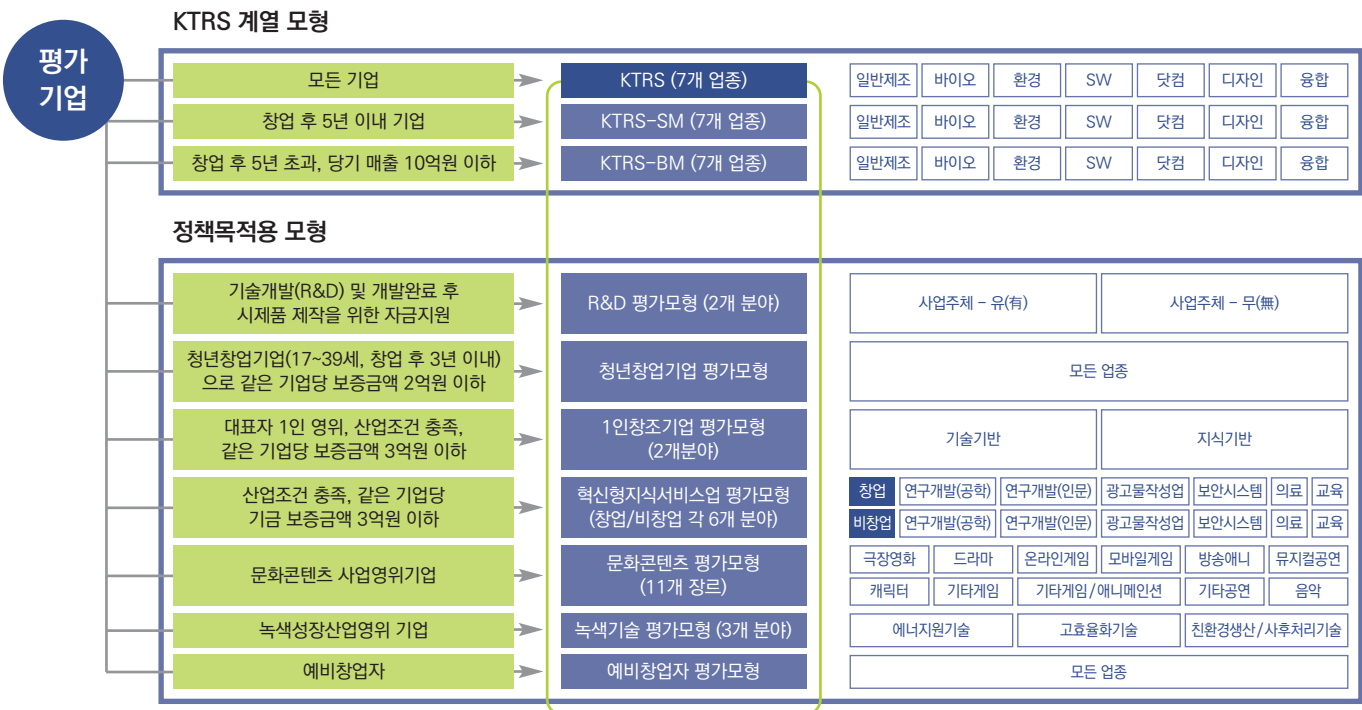 KTRS 계열 모형
평가
기업
모든 기업
KTRS (7개 업종)
일반제조 바이오 환경 SW 닷컴 디자인 융합
창업 후 5년 이내 기업
KTRS-SM (7개 업종)
일반제조 바이오 환경 SW 닷컴 디자인 융합
창업 후 5년 초과, 당기 매출 10억원 이하
KTRS-BM (7개 업종)
일반제조 바이오 환경 SW 닷컴 디자인 융합
정책목적용 모형
기술개발(R&D) 및 개발완료 후
시제품 제작을 위한 자금지원
R&D 평가모형 (2개 분야)
사업주체 - 유(有) 사업주체 - 무(無)
청년창업기업(17~39세, 창업 후 3년 이내)
으로 같은 기업당 보증금액 2억원 이하
청년창업기업 평가모형
모든 업종
대표자 1인 영위, 산업조건 충족,
같은 기업당 보증금액 3억원 이하
1인창조기업 평가모형
(2개분야)
기술기반 지식기반
산업조건 충족, 같은 기업당
기금 보증금액 3억원 이하
혁신형지식서비스업 평가모형
(창업/비창업 각 6개 분야)
창업 연구개발(공학) 연구개발(인문) 광고물작성업 보안시스템 의료 교육
비창업 연구개발(공학) 연구개발(인문) 광고물작성업 보안시스템 의료 교육
문화콘텐츠 사업영위기업
문화콘텐츠 평가모형
(11개 장르)
극장영화 드라마 온라인게임 모바일게임 방송애니 뮤지컬공연
캐릭터 기타게임 기타게임/애니메인션 기타공연 음악
녹색성장산업영위 기업
녹색기술 평가모형 (3개 분야)
에너지원기술 고효율화기술 친환경생산/사후처리기술
예비창업자
예비창업자 평가모형
모든 업종